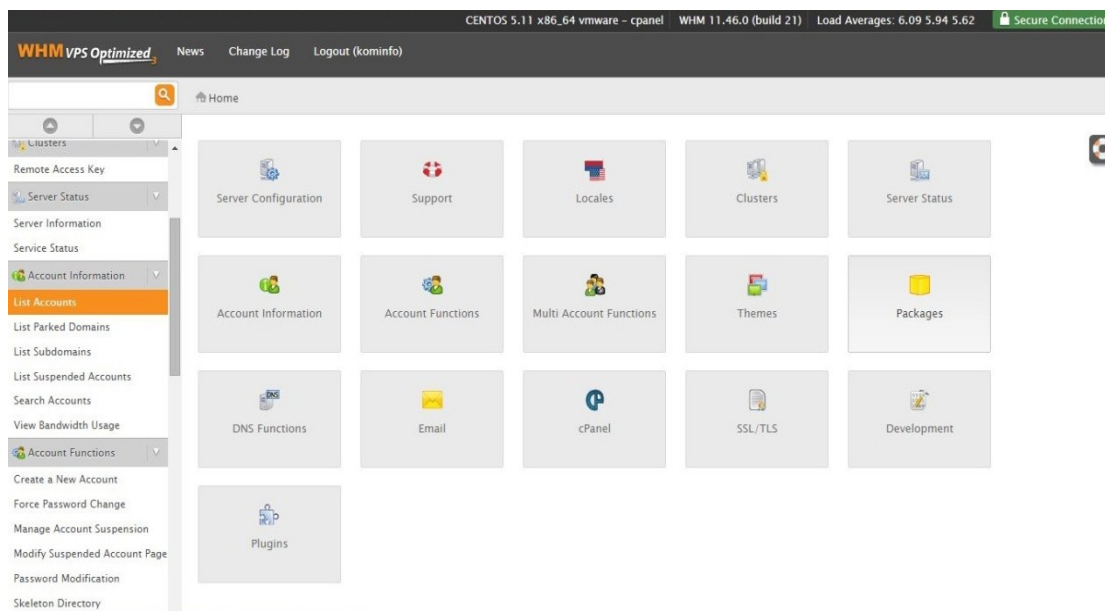 CENTOS 5.11 x86_64 vmware – cpanel WHM 11.46.0 (build 21) Load Averages: 6.09 5.94 5.62 Secure Connection
WHM VPS Optimized 3 News Change Log Logout (kominfo)
Home
Clusters
Remote Access Key
Server Status
Server Information
Service Status
Account Information
List Accounts
List Parked Domains
List Subdomains
List Suspended Accounts
Search Accounts
View Bandwidth Usage
Account Functions
Create a New Account
Force Password Change
Manage Account Suspension
Modify Suspended Account Page
Password Modification
Skeleton Directory
Server Configuration Support Locales Clusters Server Status
Account Information Account Functions Multi Account Functions Themes Packages
DNS
DNS Functions Email cPanel SSL/TLS Development
Plugins